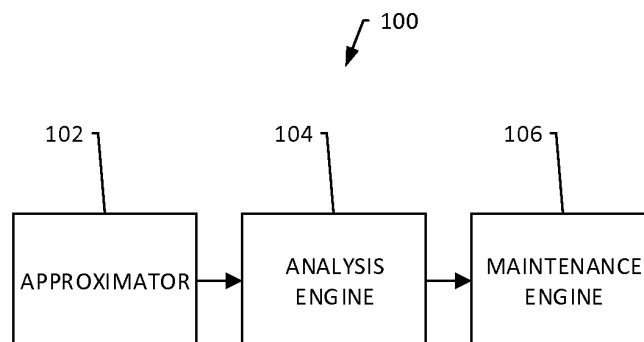 100
102
104
106
APPROXIMATOR
ANALYSIS
ENGINE
MAINTENANCE
ENGINE